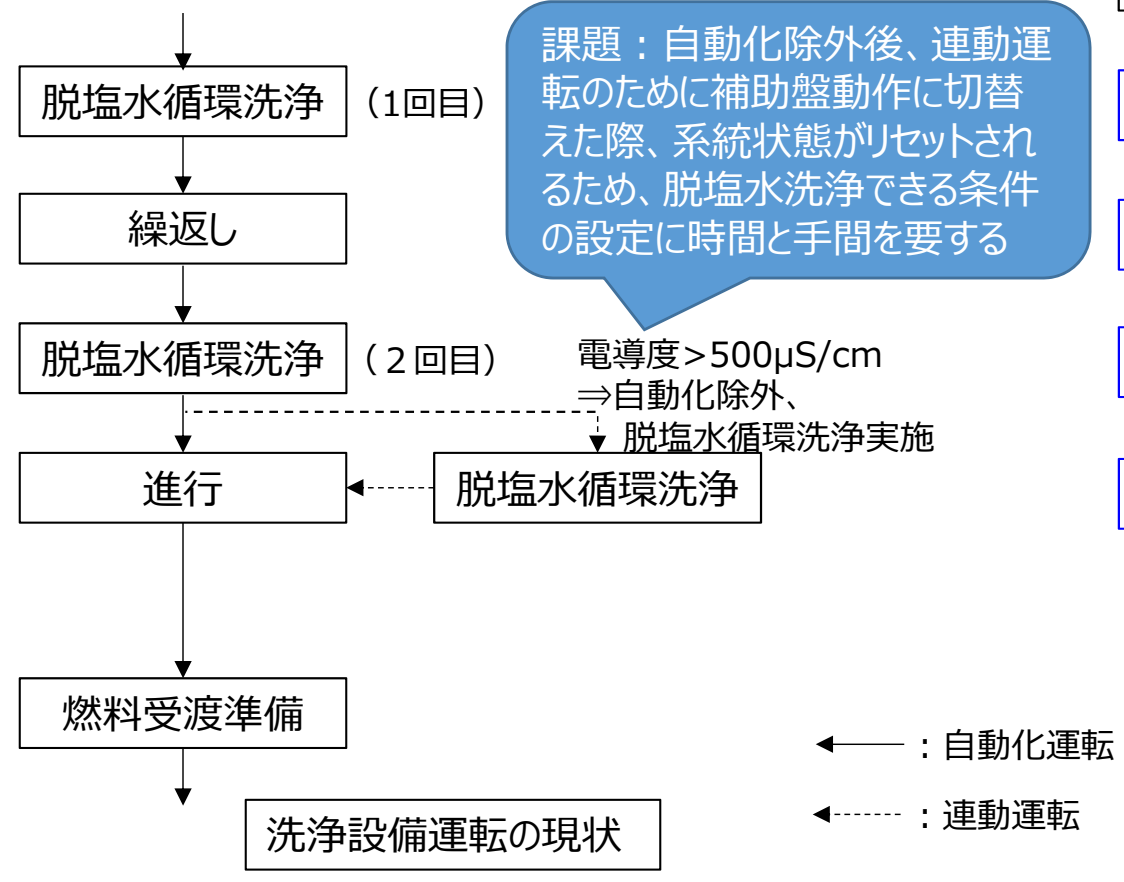 課題：自動化除外後、連動運
転のために補助盤動作に切替
えた際、系統状態がリセットされ
るため、脱塩水洗浄できる条件
の設定に時間と手間を要する
脱塩水循環洗浄 （1回目）
繰返し
脱塩水循環洗浄 （２回目）
電導度>500μS/cm
⇒自動化除外、
脱塩水循環洗浄実施
進行
脱塩水循環洗浄
燃料受渡準備
：自動化運転
：連動運転
洗浄設備運転の現状